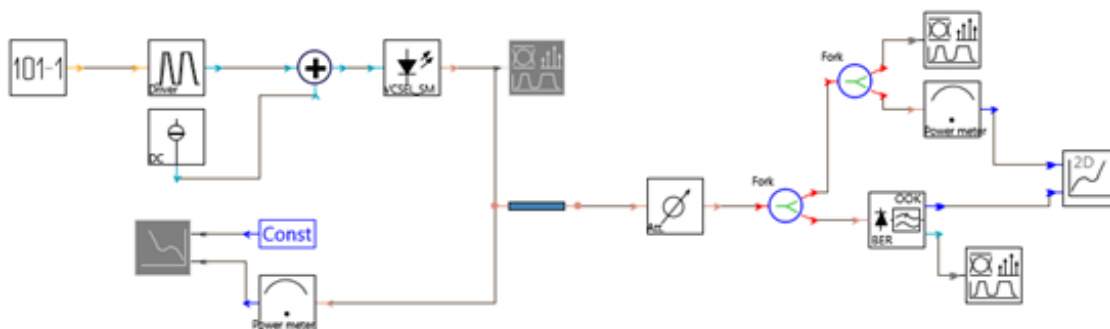 101-1
Driver
DC
VCSEL_SM
Const
Power meter
Att.
Fork
Fork
Power meter
OOK
BER
2D